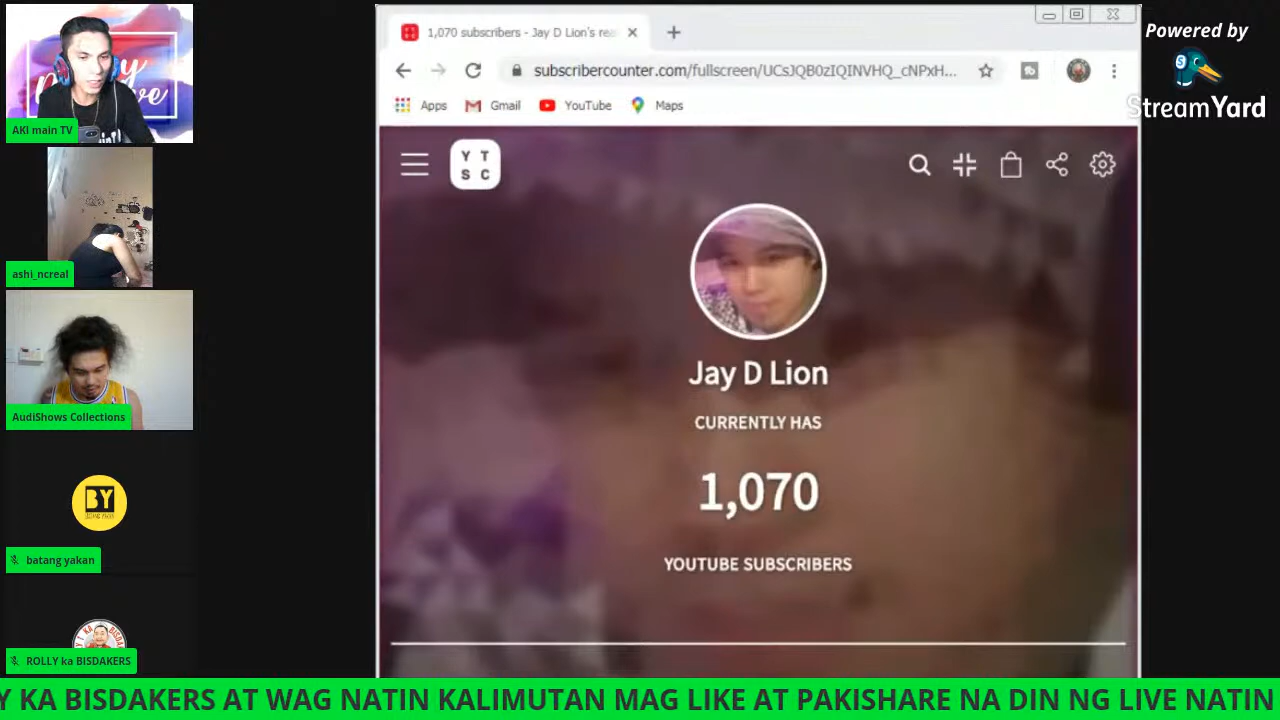 AKI main TV
ashi_ncreal
AudiShows Collections
BY
batang yakan
ROLLY ka BISDAKERS
1,070 subscribers - Jay D Lion's rea
subscribercounter.com/fullscreen/UCsJQB0zIQINVHQ_cNPxH...
Apps
Gmail
YouTube
Maps
Y T
S C
Jay D Lion
CURRENTLY HAS
1,070
YOUTUBE SUBSCRIBERS
Powered by
StreamYard
Y KA BISDAKERS AT WAG NATIN KALIMUTAN MAG LIKE AT PAKISHARE NA DIN NG LIVE NATIN